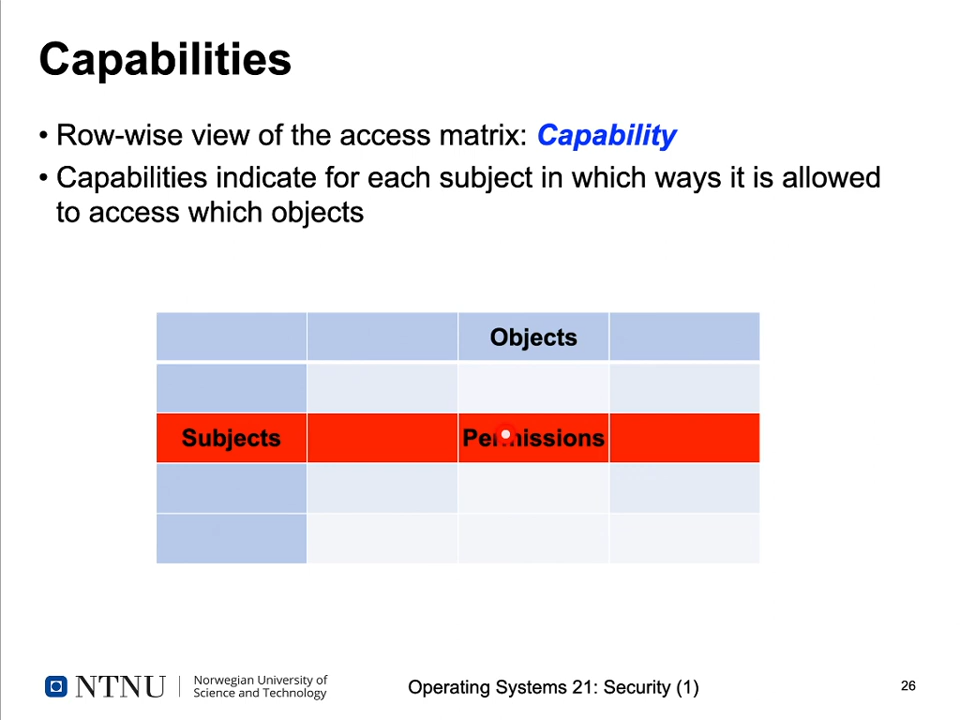 Capabilities
• Row-wise view of the access matrix: Capability
• Capabilities indicate for each subject in which ways it is allowed
to access which objects
Objects
Subjects
Permissions
NTNU
Norwegian University of
Science and Technology
Operating Systems 21: Security (1)
26